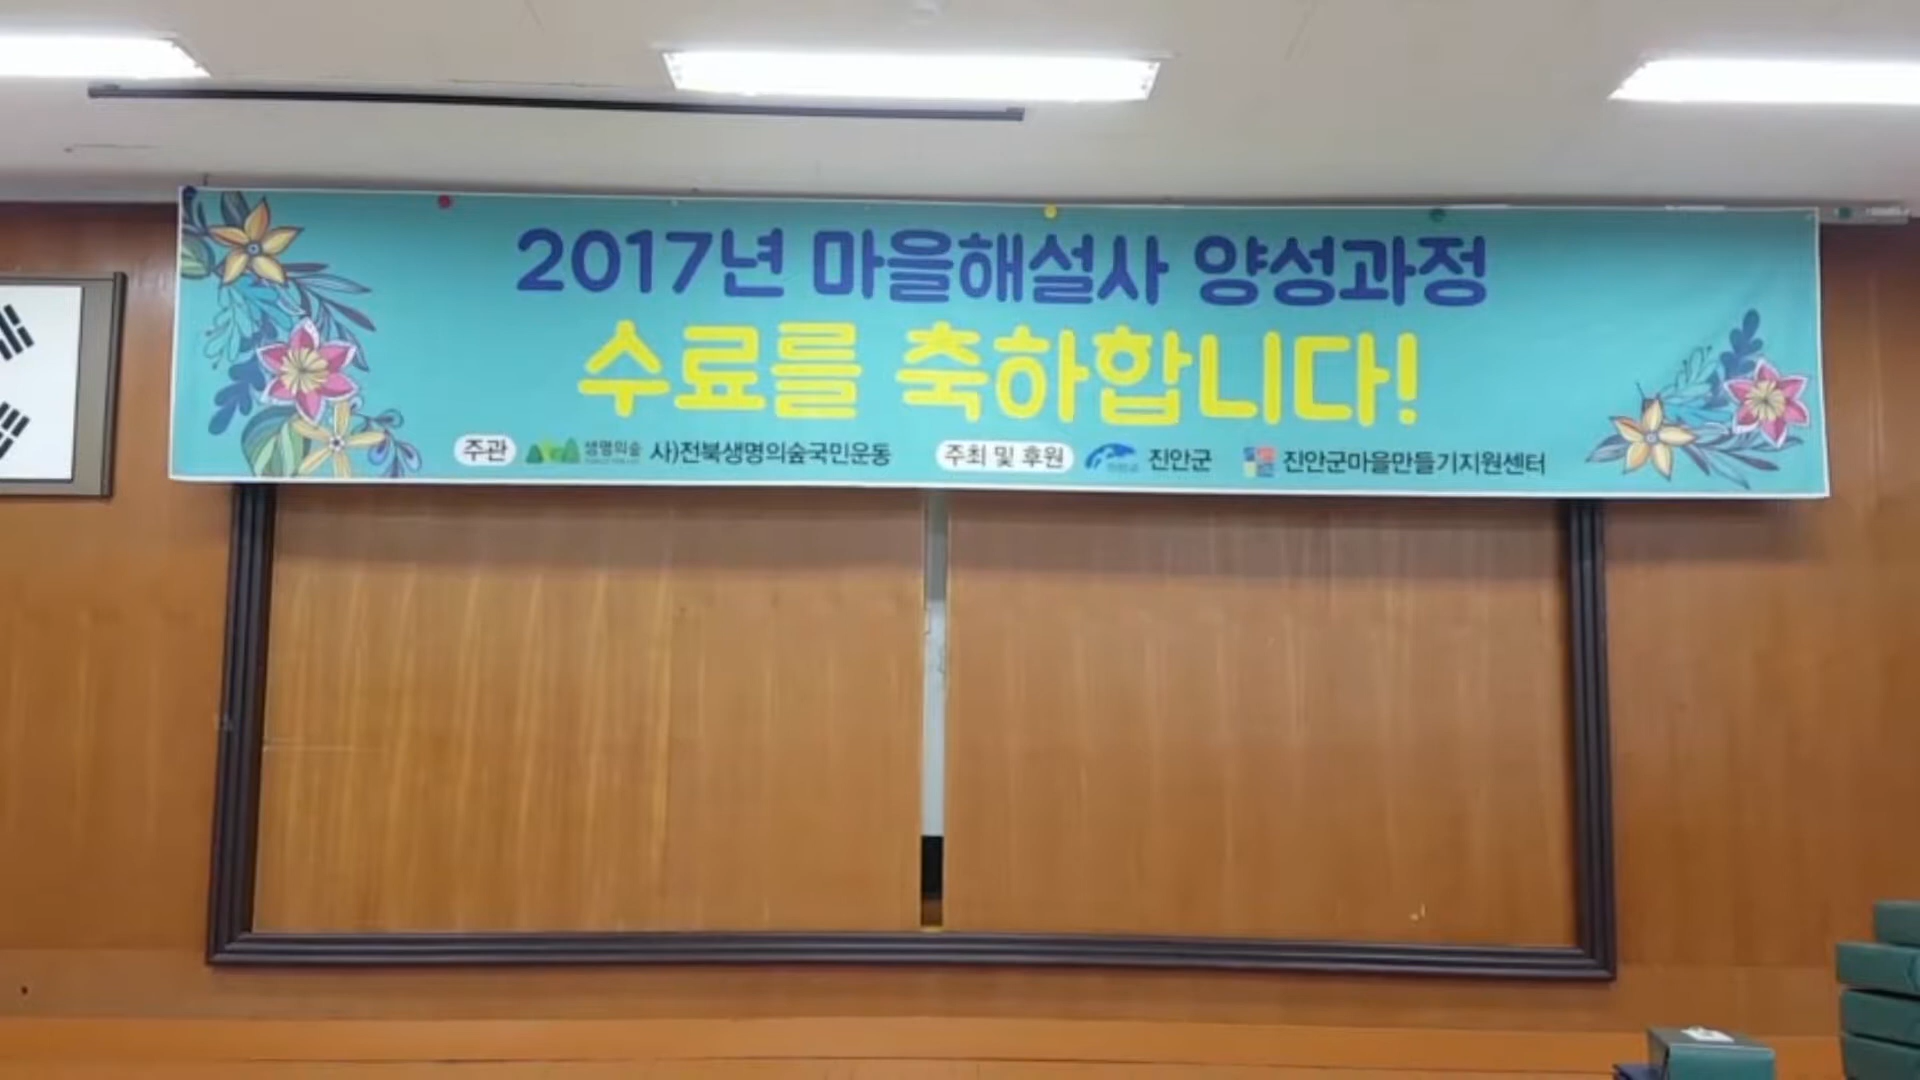 2017년 마을해설사 양성과정
수료를 축하합니다!
주관 생명의숲 사)전북생명의숲국민운동 주최 및 후원 진안군 진안군마을만들기지원센터